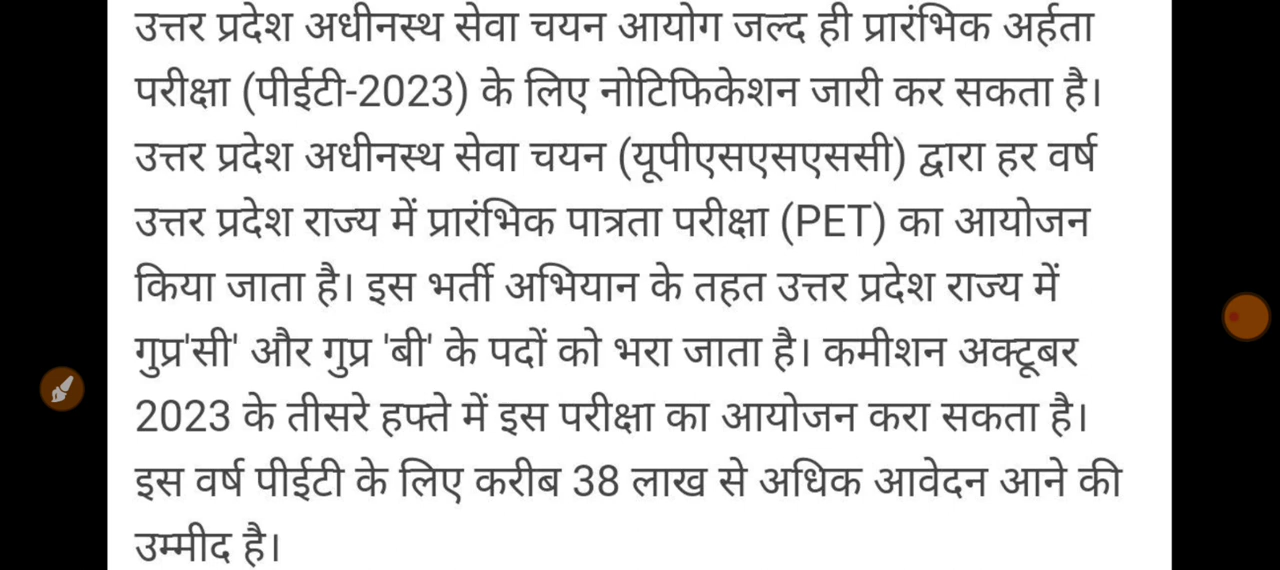 उत्तर प्रदेश अधीनस्थ सेवा चयन आयोग जल्द ही प्रारंभिक अर्हता
परीक्षा (पीईटी-2023) के लिए नोटिफिकेशन जारी कर सकता है।
उत्तर प्रदेश अधीनस्थ सेवा चयन (यूपीएसएसएससी) द्वारा हर वर्ष
उत्तर प्रदेश राज्य में प्रारंभिक पात्रता परीक्षा (PET) का आयोजन
किया जाता है। इस भर्ती अभियान के तहत उत्तर प्रदेश राज्य में
गुप्र'सी' और गुप्र 'बी' के पदों को भरा जाता है। कमीशन अक्टूबर
2023 के तीसरे हफ्ते में इस परीक्षा का आयोजन करा सकता है।
इस वर्ष पीईटी के लिए करीब 38 लाख से अधिक आवेदन आने की
उम्मीद है।